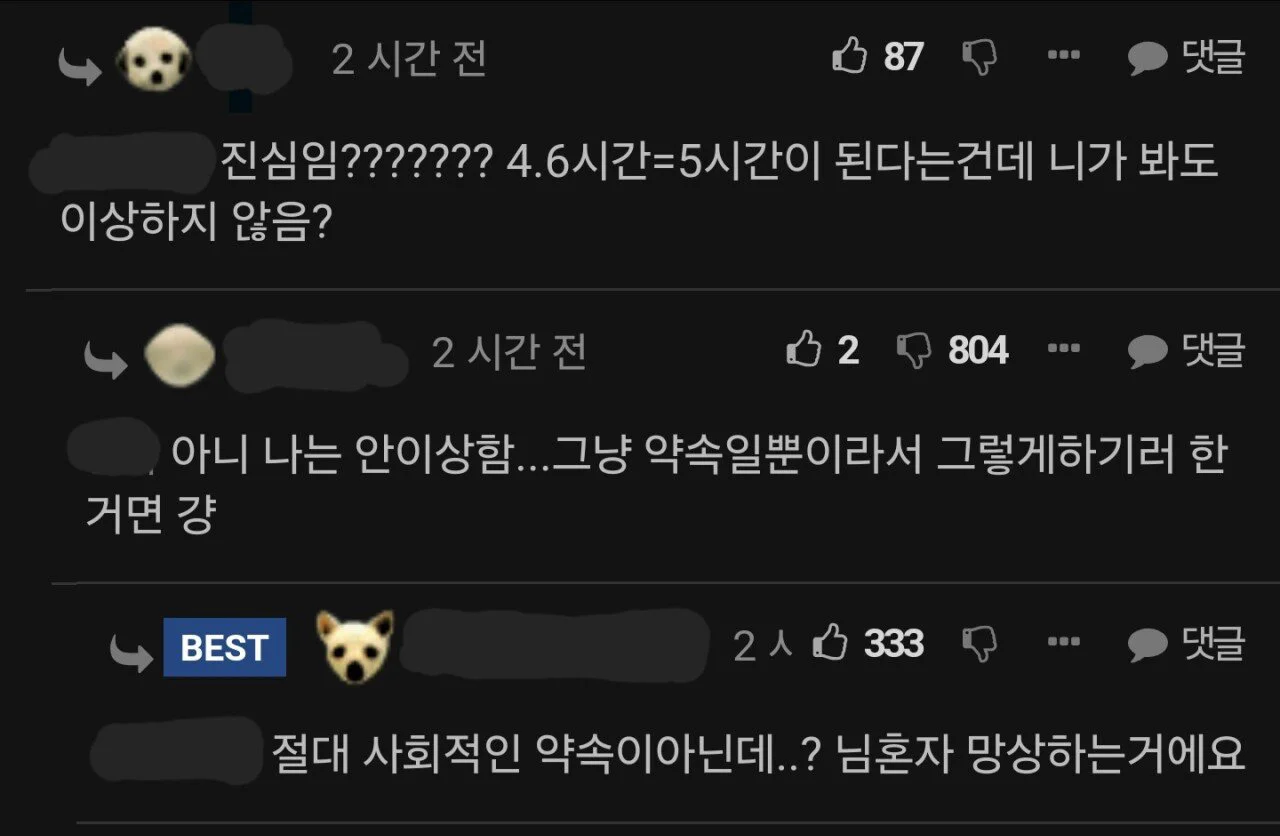 2 시간 전 87 ··· 댓글
진심임??????? 4.6시간=5시간이 된다는건데 니가 봐도
이상하지 않음?
2 시간 전 2 804 ··· 댓글
아니 나는 안이상함...그냥 약속일뿐이라서 그렇게하기러 한
거면 걍
BEST 2 ㅅ 333 ··· 댓글
절대 사회적인 약속이아닌데..? 님혼자 망상하는거에요